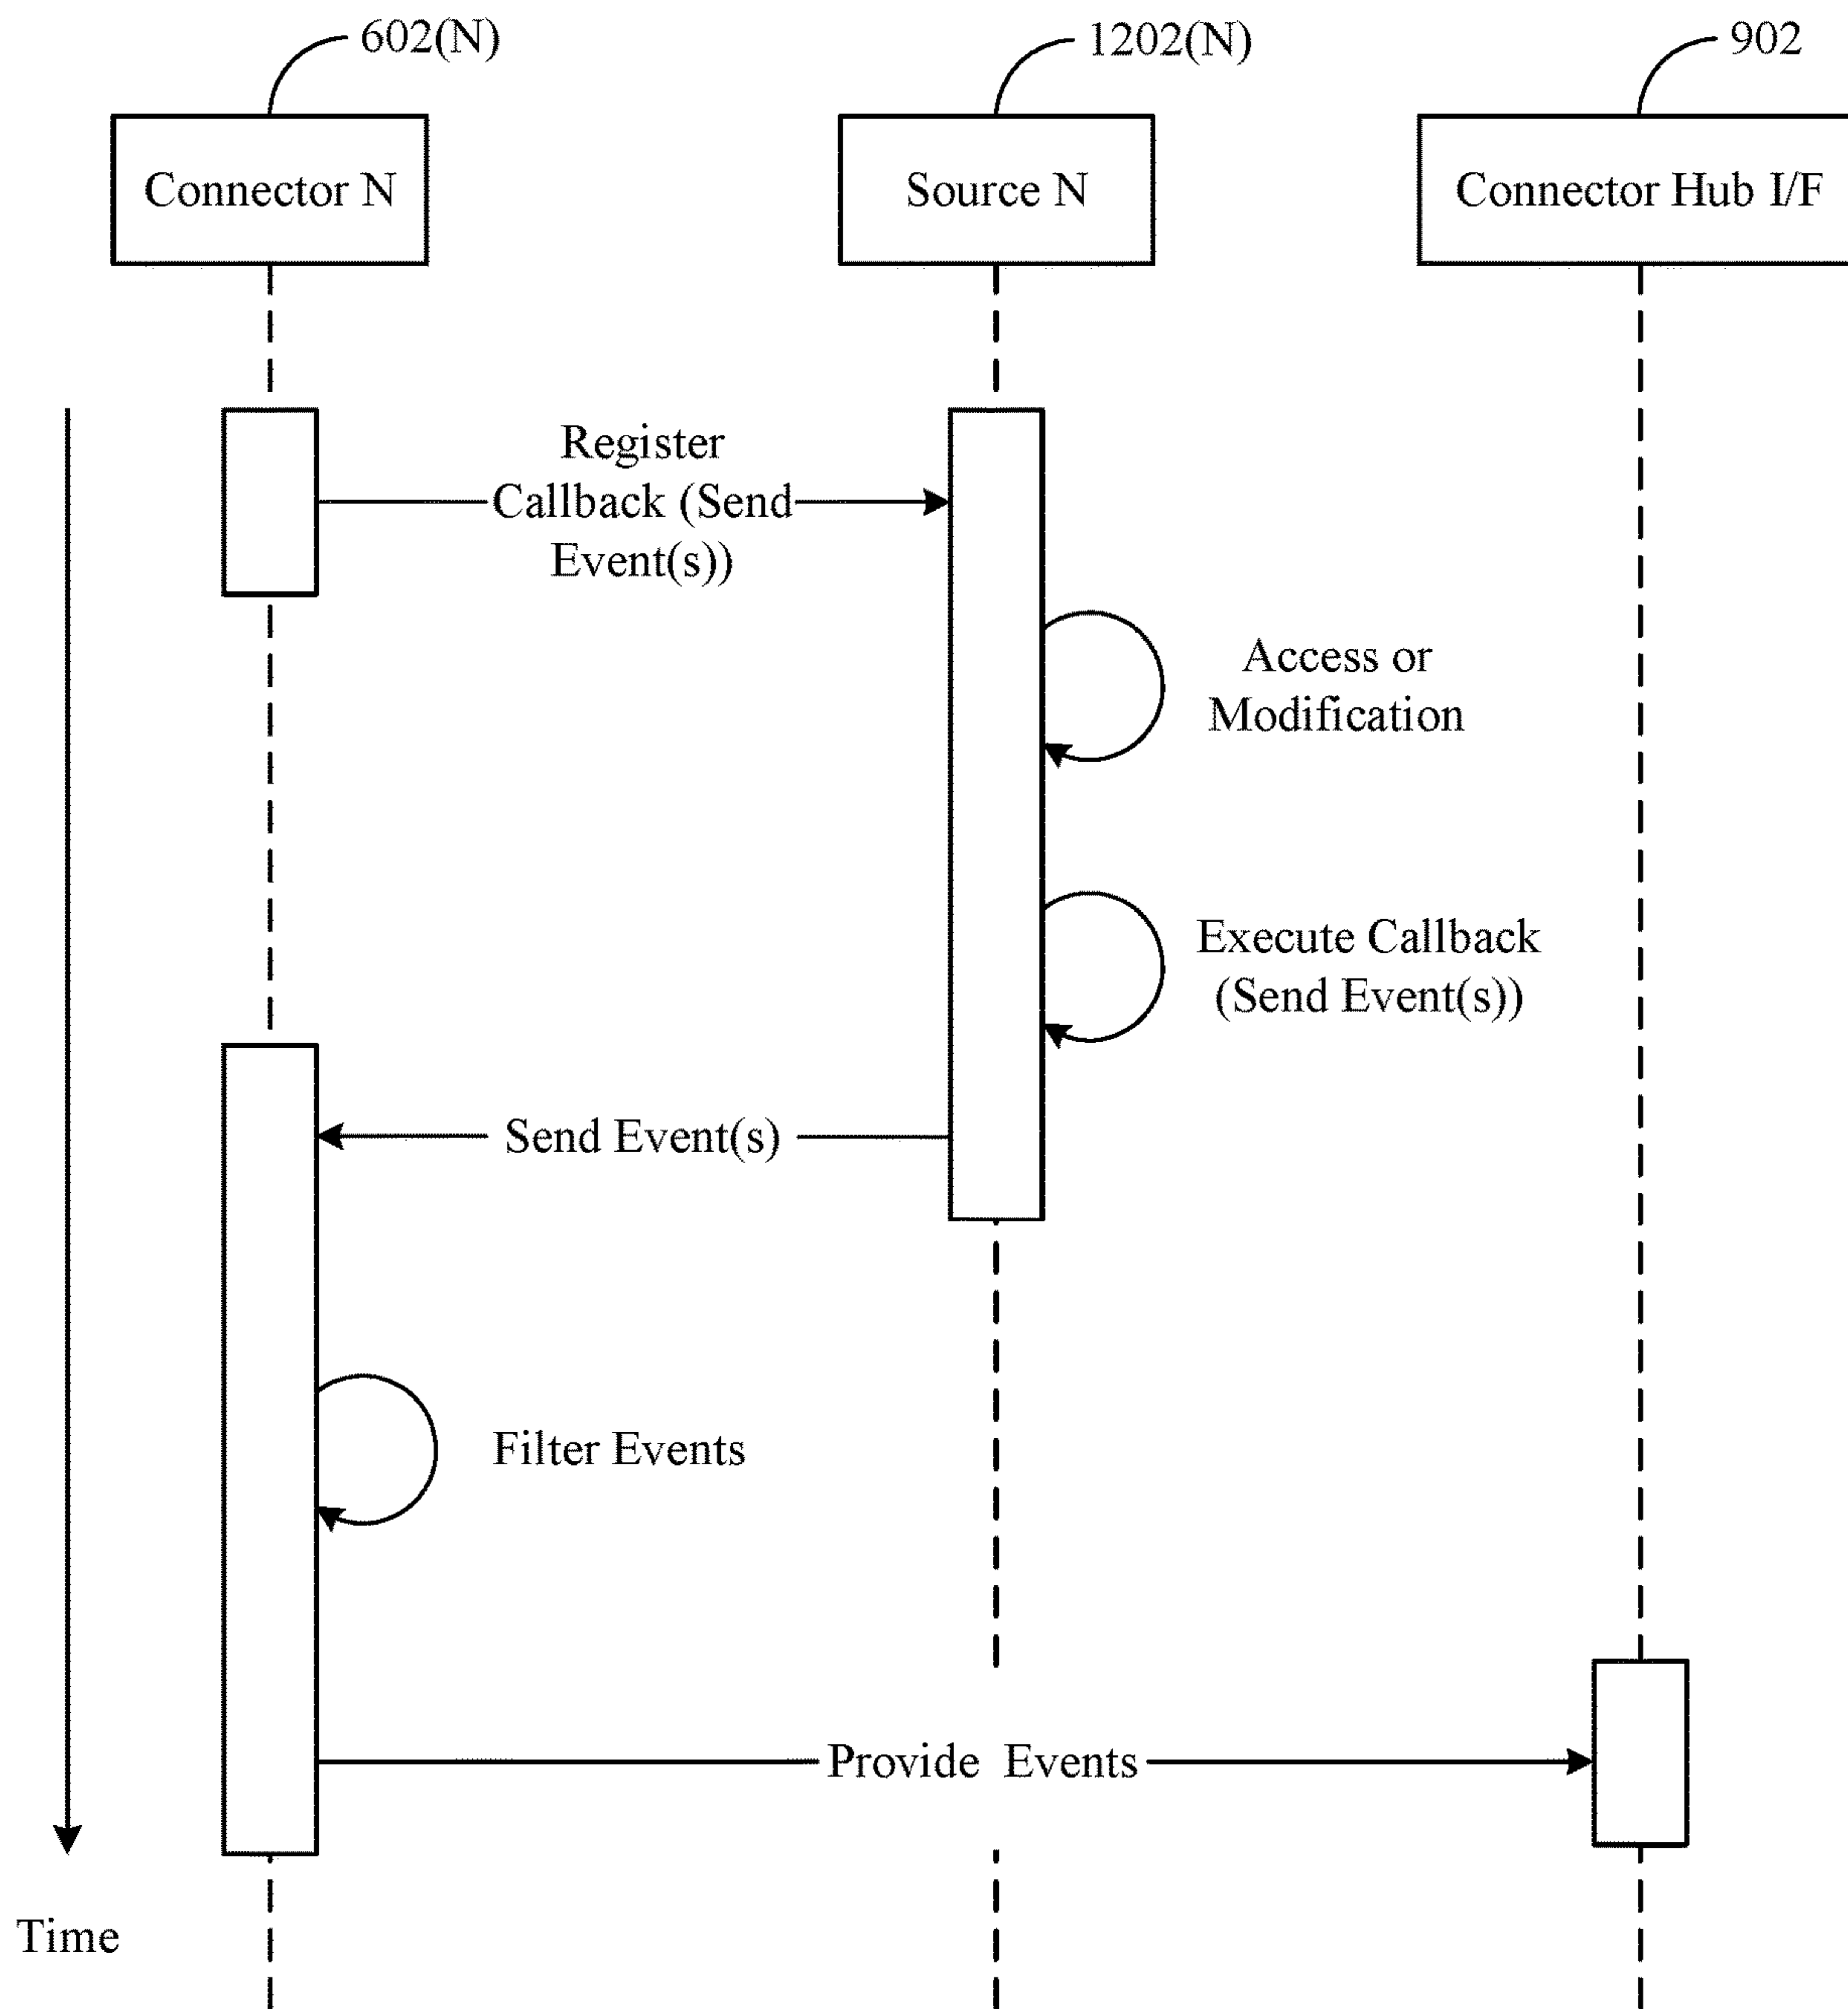 602(N)
1202(N)
902
Connector N
Source N
Connector Hub I/F
Register
Callback (Send
Event(s))
Access or
Modification
Execute Callback
(Send Event(s))
Send Event(s)
Filter Events
Provide Events
Time